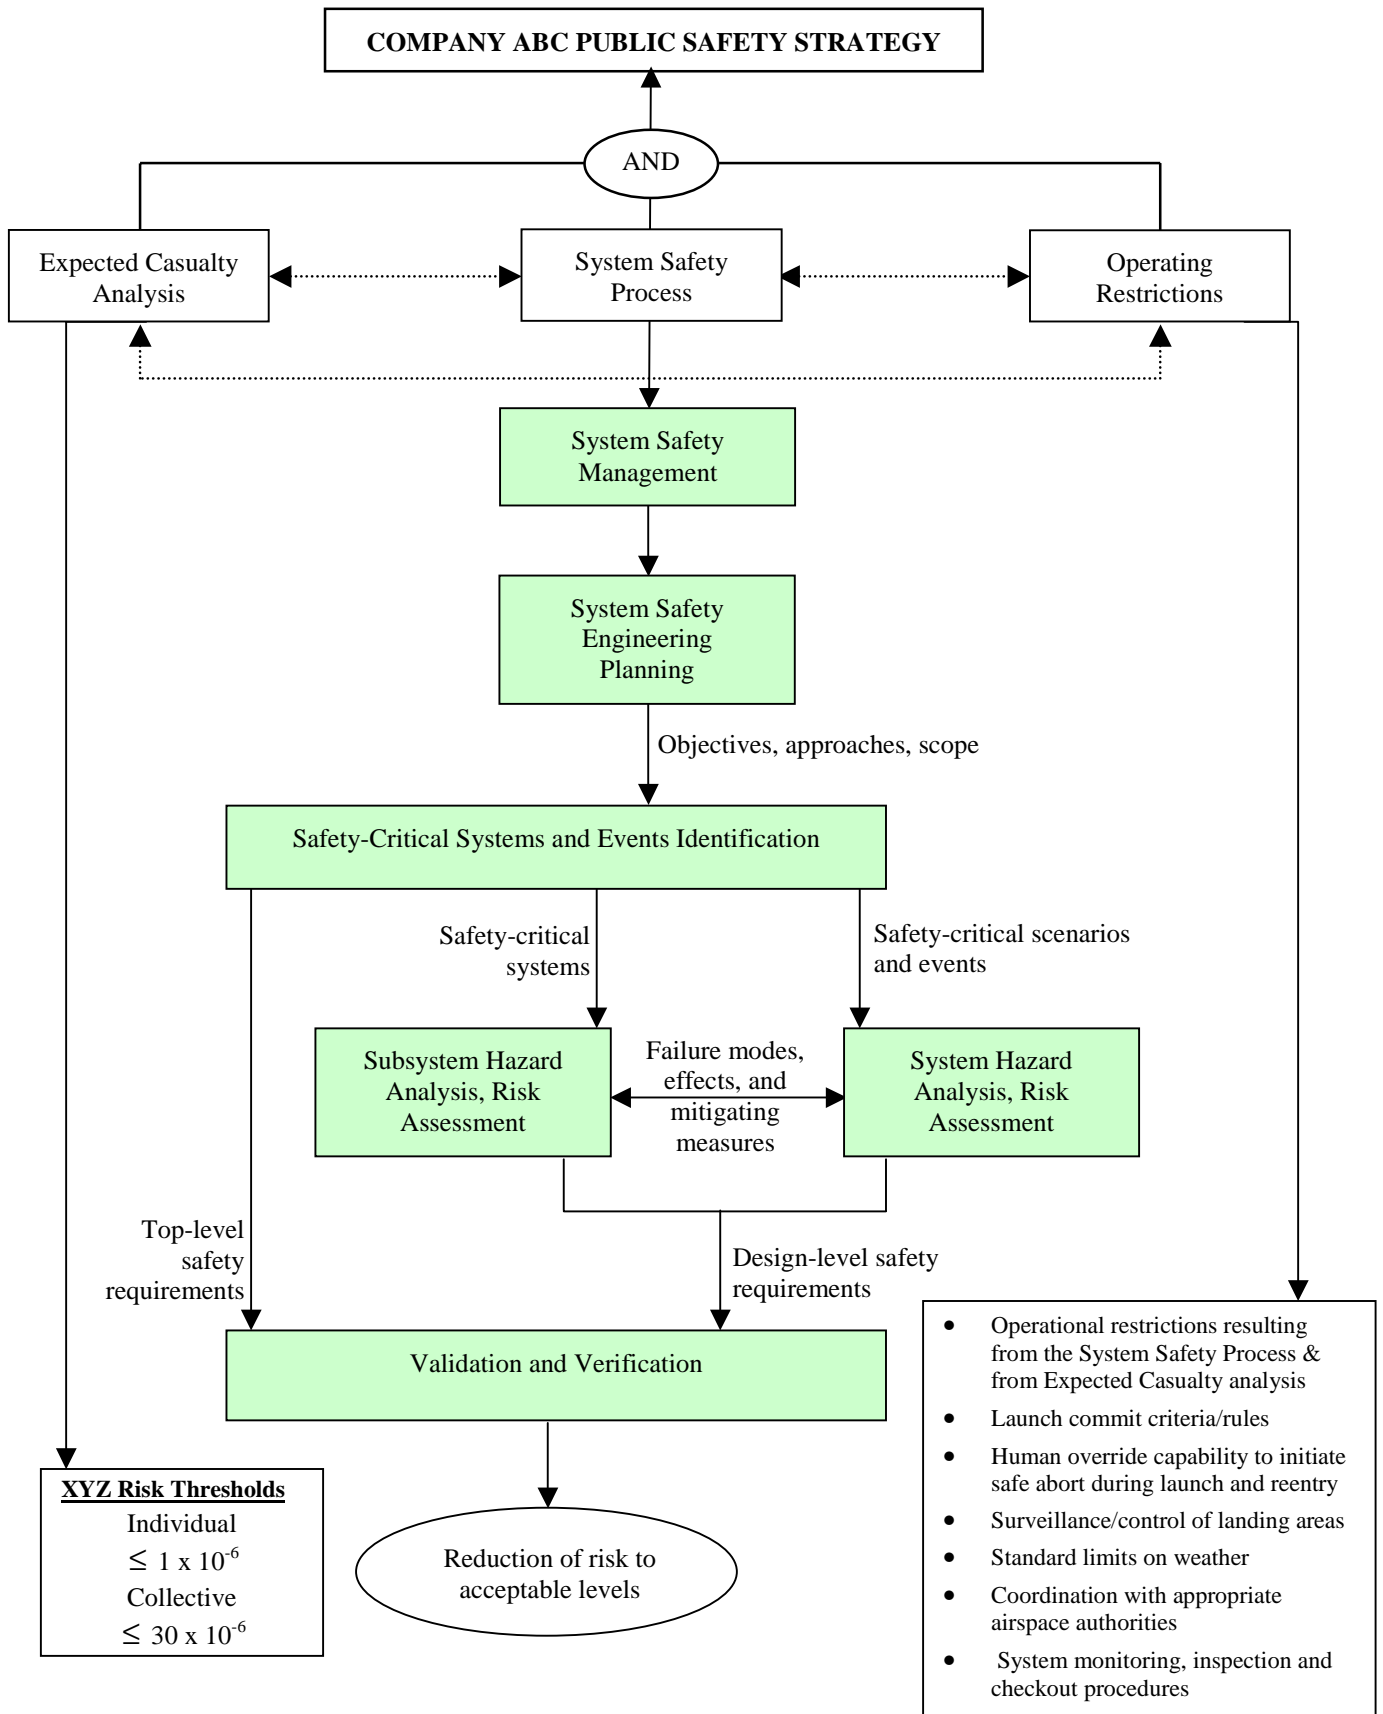 COMPANY ABC PUBLIC SAFETY STRATEGY
AND
Expected Casualty
Analysis
System Safety
Process
Operating
Restrictions
System Safety
Management
System Safety
Engineering
Planning
Objectives, approaches, scope
Safety-Critical Systems and Events Identification
Safety-critical
systems
Safety-critical scenarios
and events
Subsystem Hazard
Analysis, Risk
Assessment
Failure modes,
effects, and
mitigating
measures
System Hazard
Analysis, Risk
Assessment
Top-level
safety
requirements
Design-level safety
requirements
Validation and Verification
Reduction of risk to
acceptable levels
XYZ Risk Thresholds
Individual
≤ 1 x 10⁻⁶
Collective
≤ 30 x 10⁻⁶
• Operational restrictions resulting
from the System Safety Process &
from Expected Casualty analysis
• Launch commit criteria/rules
• Human override capability to initiate
safe abort during launch and reentry
• Surveillance/control of landing areas
• Standard limits on weather
• Coordination with appropriate
airspace authorities
• System monitoring, inspection and
checkout procedures